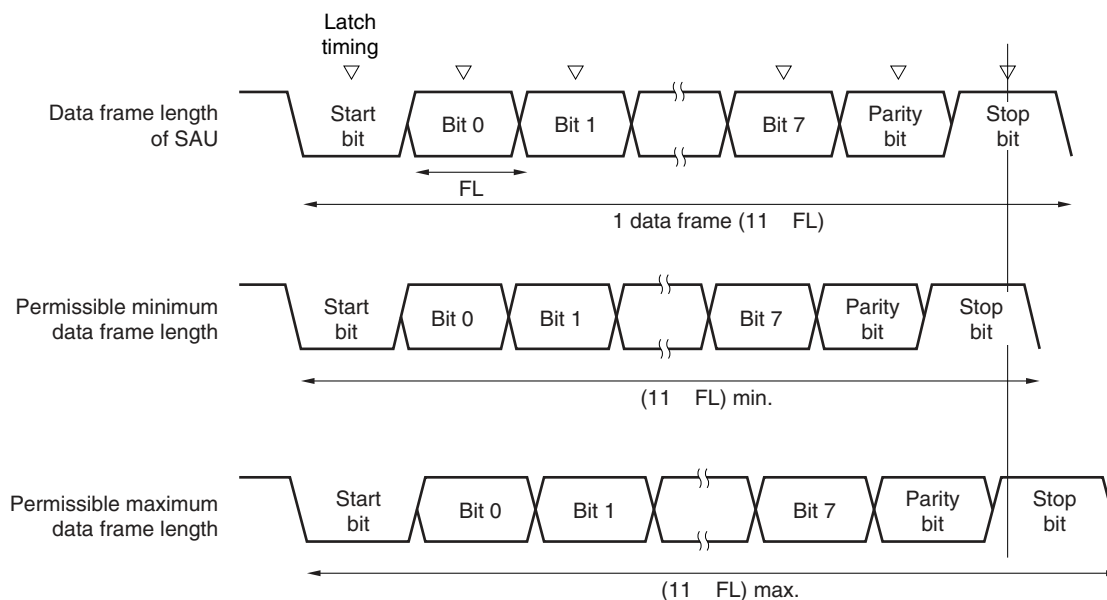 Latch
timing
Data frame length
of SAU
Start
bit
Bit 0
Bit 1
Bit 7
Parity
bit
Stop
bit
FL
1 data frame (11 FL)
Permissible minimum
data frame length
Start
bit
Bit 0
Bit 1
Bit 7
Parity
bit
Stop
bit
(11 FL) min.
Permissible maximum
data frame length
Start
bit
Bit 0
Bit 1
Bit 7
Parity
bit
Stop
bit
(11 FL) max.